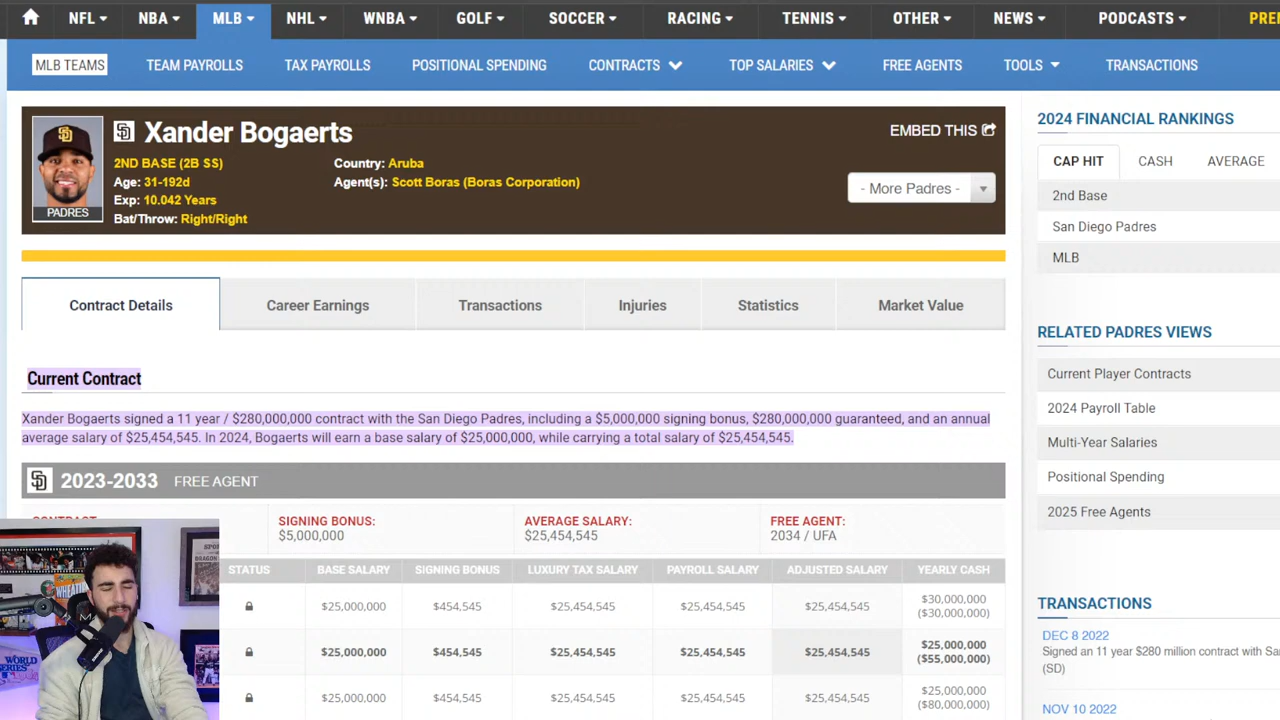 NFL NBA MLB NHL WNBA GOLF SOCCER RACING TENNIS OTHER NEWS PODCASTS
MLB TEAMS TEAM PAYROLLS TAX PAYROLLS POSITIONAL SPENDING CONTRACTS TOP SALARIES FREE AGENTS TOOLS TRANSACTIONS
Xander Bogaerts
EMBED THIS
2ND BASE (2B SS)
Age: 31-192d
Exp: 10.042 Years
Bat/Throw: Right/Right
Country: Aruba
Agent(s): Scott Boras (Boras Corporation)
- More Padres -
PADRES
Contract Details Career Earnings Transactions Injuries Statistics Market Value
Current Contract
Xander Bogaerts signed a 11 year / $280,000,000 contract with the San Diego Padres, including a $5,000,000 signing bonus, $280,000,000 guaranteed, and an annual
average salary of $25,454,545. In 2024, Bogaerts will earn a base salary of $25,000,000, while carrying a total salary of $25,454,545.
2023-2033 FREE AGENT
SIGNING BONUS: AVERAGE SALARY: FREE AGENT:
$5,000,000 $25,454,545 2034 / UFA
STATUS BASE SALARY SIGNING BONUS LUXURY TAX SALARY PAYROLL SALARY ADJUSTED SALARY YEARLY CASH
$25,000,000 $454,545 $25,454,545 $25,454,545 $25,454,545 $30,000,000
($30,000,000)
$25,000,000 $454,545 $25,454,545 $25,454,545 $25,454,545 $25,000,000
($55,000,000)
$25,000,000 $454,545 $25,454,545 $25,454,545 $25,454,545 $25,000,000
($80,000,000)
2024 FINANCIAL RANKINGS
CAP HIT CASH AVERAGE
2nd Base
San Diego Padres
MLB
RELATED PADRES VIEWS
Current Player Contracts
2024 Payroll Table
Multi-Year Salaries
Positional Spending
2025 Free Agents
TRANSACTIONS
DEC 8 2022
Signed an 11 year $280 million contract with
(SD)
NOV 10 2022
WHEATIES
WORLD
SERIES